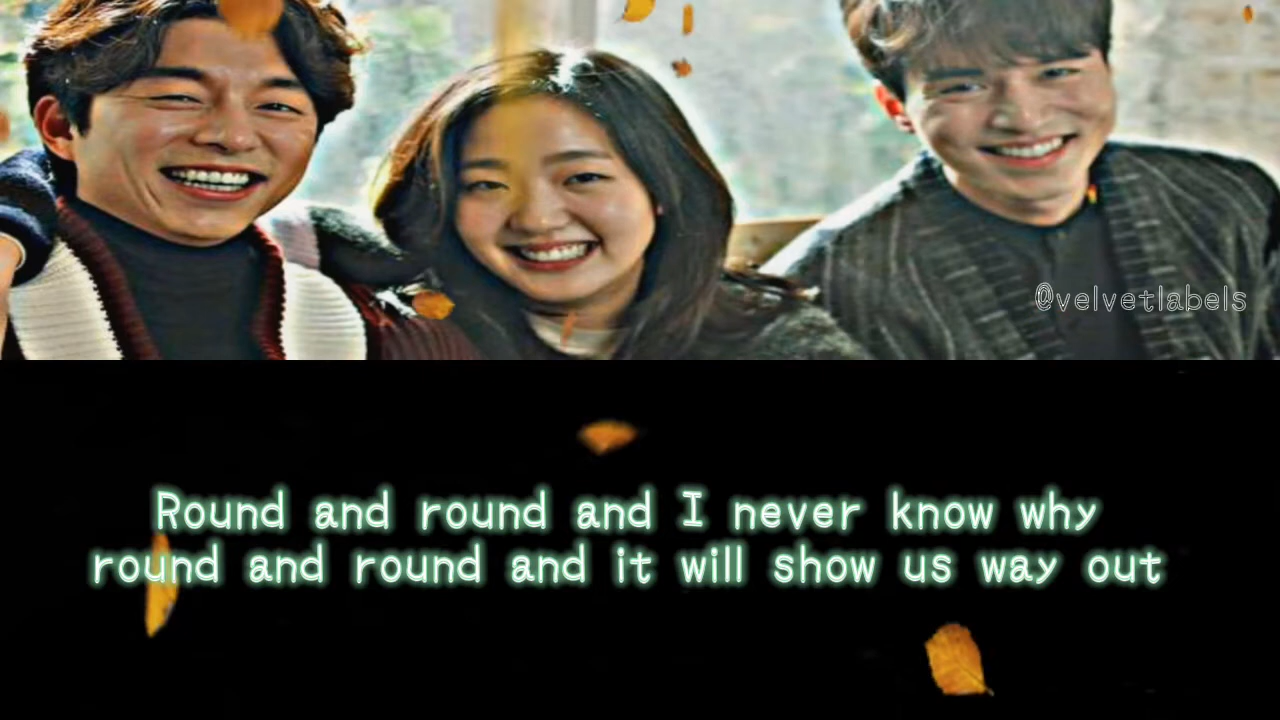 @velvetlabels
Round and round and I never know why
round and round and it will show us way out